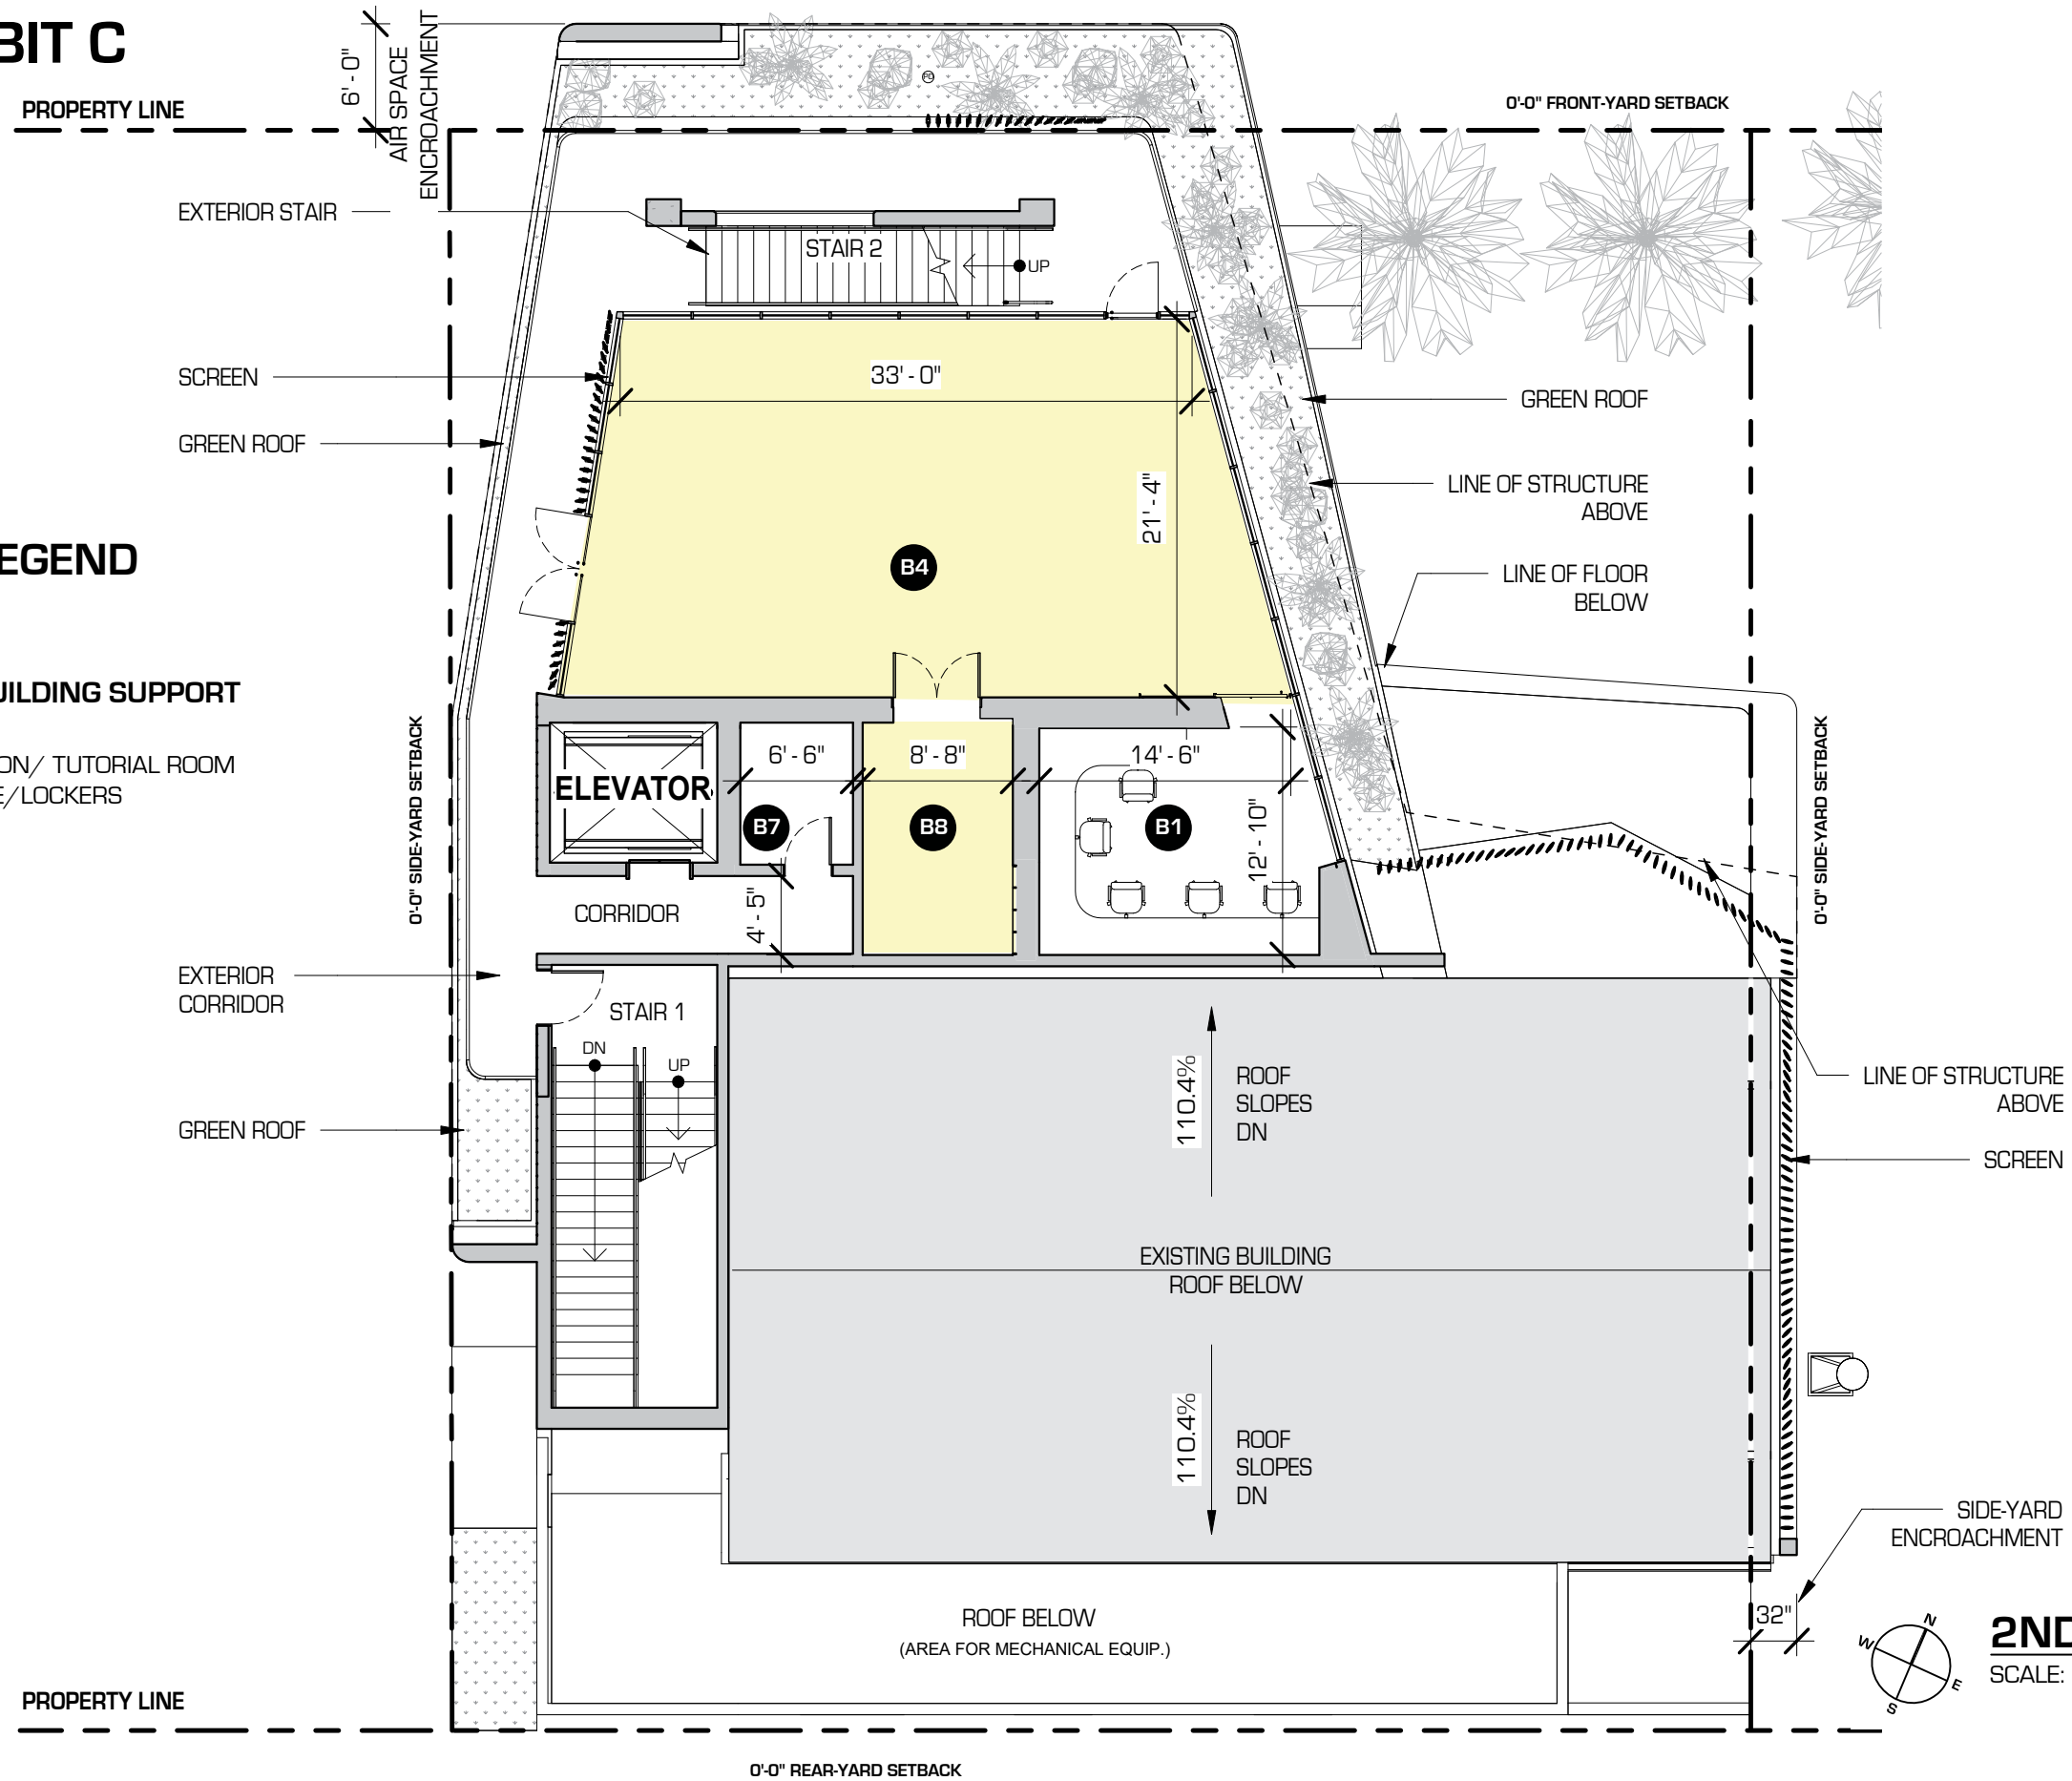 BIT C
6' - 0"
AIR SPACE
ENCROACHMENT
PROPERTY LINE
0'-0" FRONT-YARD SETBACK
PD
EXTERIOR STAIR
STAIR 2
UP
SCREEN
33' - 0"
GREEN ROOF
GREEN ROOF
21' - 4"
LINE OF STRUCTURE
ABOVE
EGEND
B4
LINE OF FLOOR
BELOW
UILDING SUPPORT
ON/ TUTORIAL ROOM
E/LOCKERS
0'-0" SIDE-YARD SETBACK
ELEVATOR
6' - 6"
8' - 8"
14' - 6"
B7
B8
B1
12' - 10"
0'-0" SIDE-YARD SETBACK
CORRIDOR
4' - 5"
EXTERIOR
CORRIDOR
STAIR 1
DN
UP
110.4%
ROOF
SLOPES
DN
LINE OF STRUCTURE
ABOVE
GREEN ROOF
SCREEN
EXISTING BUILDING
ROOF BELOW
110.4%
ROOF
SLOPES
DN
SIDE-YARD
ENCROACHMENT
32"
ROOF BELOW
(AREA FOR MECHANICAL EQUIP.)
N
W
E
S
2ND
SCALE:
PROPERTY LINE
0'-0" REAR-YARD SETBACK